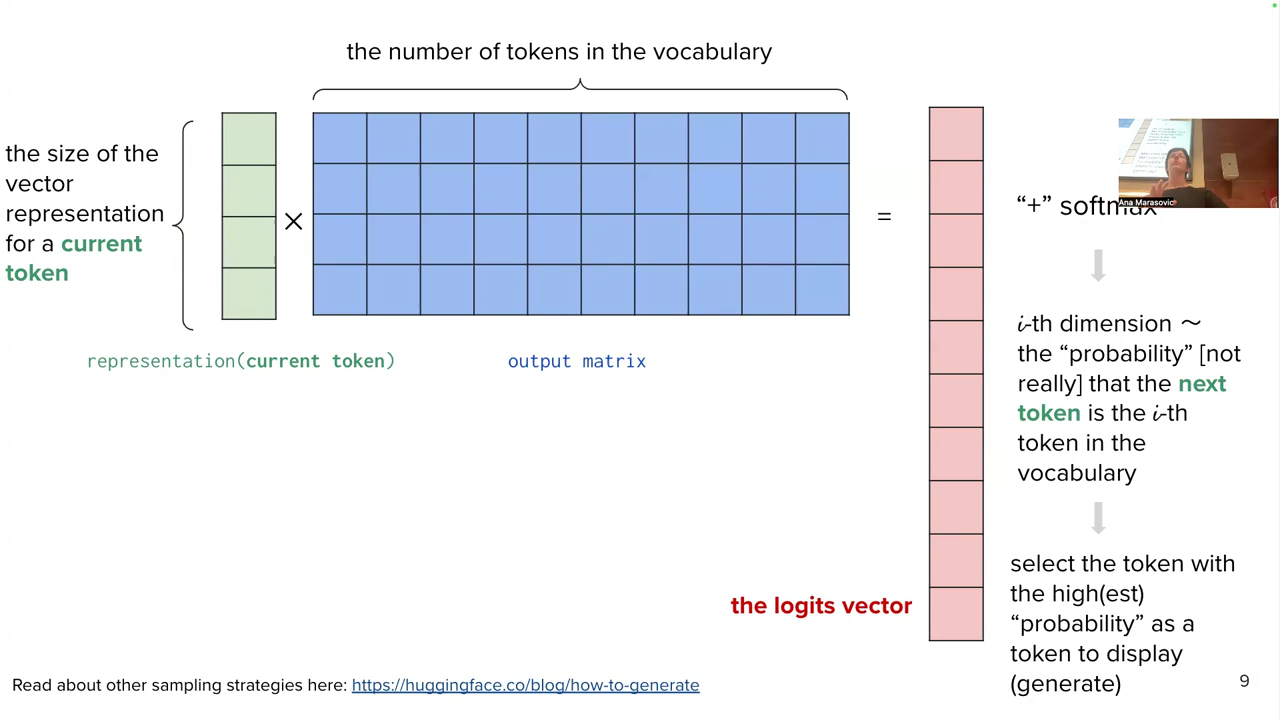 the number of tokens in the vocabulary
the size of the
vector
representation
for a current
token
×
=
representation(current token)
output matrix
the logits vector
Ana Marasovic
“+” softmax
𝑖-th dimension ～
the “probability” [not
really] that the next
token is the 𝑖-th
token in the
vocabulary
select the token with
the high(est)
“probability” as a
token to display
(generate)
Read about other sampling strategies here: https://huggingface.co/blog/how-to-generate
9